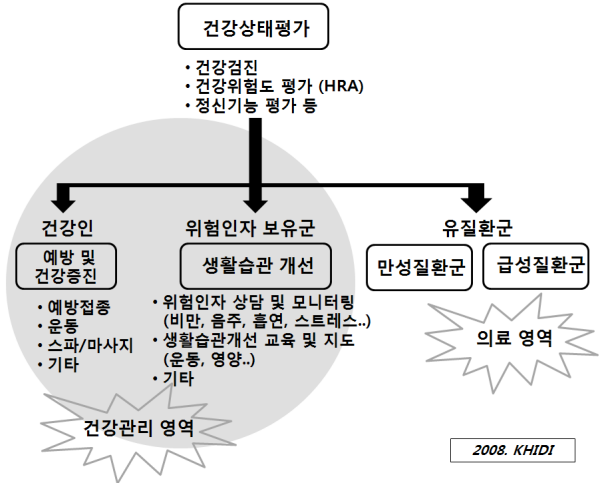 건강상태평가
• 건강검진
• 건강위험도 평가 (HRA)
• 정신기능 평가 등
건강인
예방 및
건강증진
• 예방접종
• 운동
• 스파/마사지
• 기타
위험인자 보유군
생활습관 개선
• 위험인자 상담 및 모니터링
(비만, 음주, 흡연, 스트레스..)
• 생활습관개선 교육 및 지도
(운동, 영양..)
• 기타
유질환군
만성질환군
급성질환군
의료 영역
건강관리 영역
2008. KHIDI